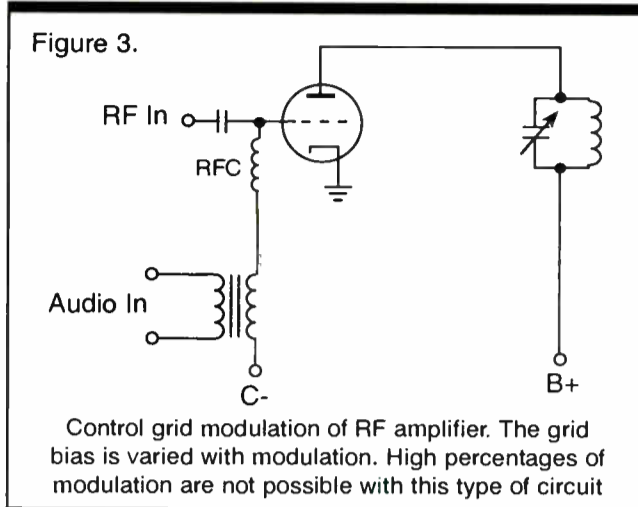 Figure 3.
RF In
RFC
Audio In
C-
B+
Control grid modulation of RF amplifier. The grid
bias is varied with modulation. High percentages of
modulation are not possible with this type of circuit